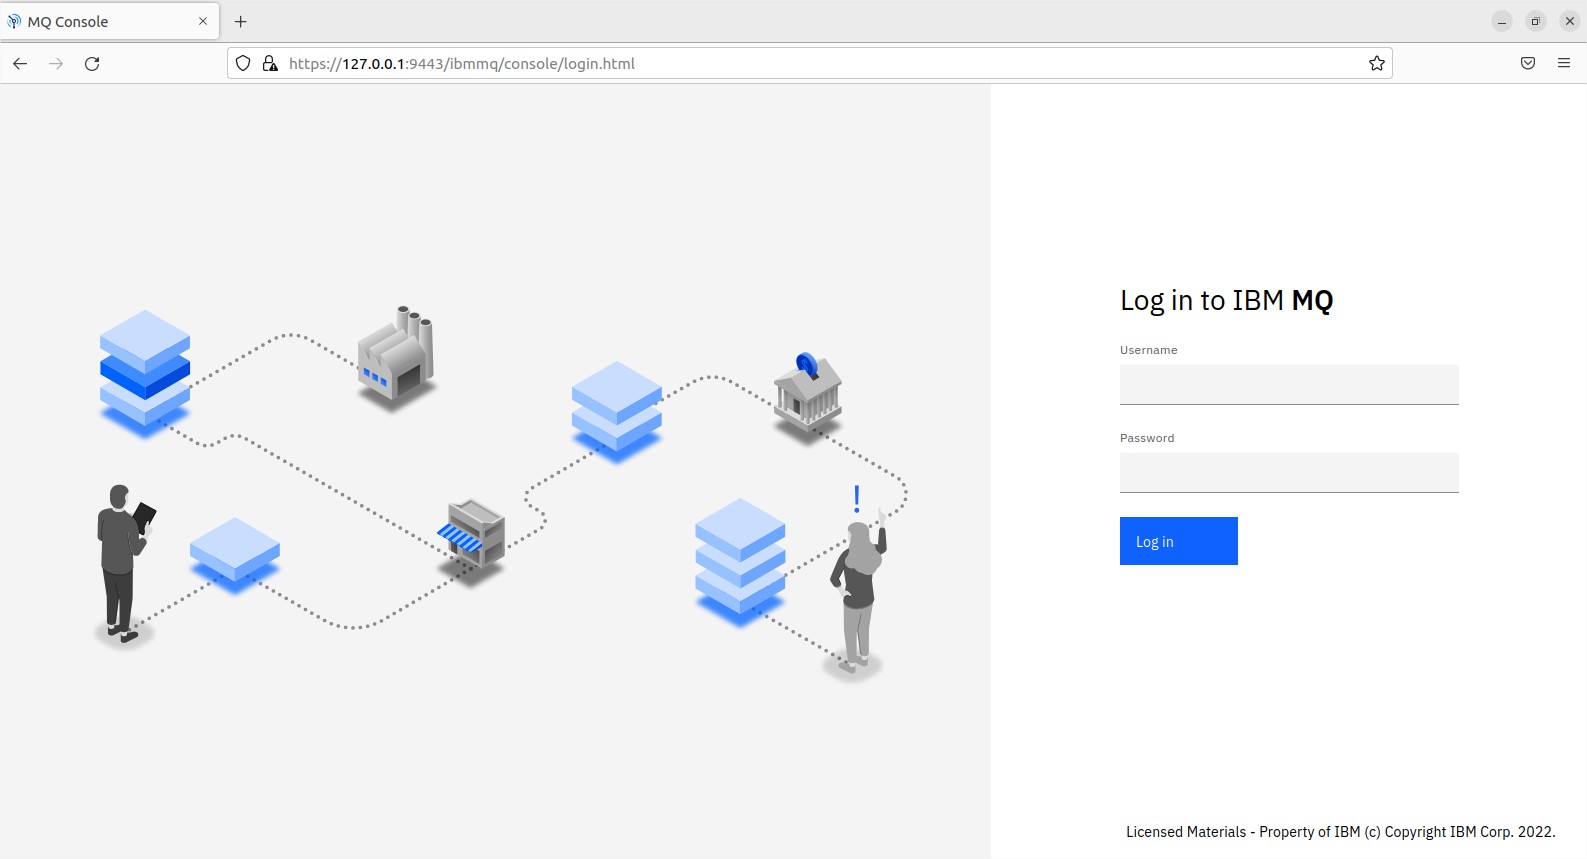 MQ Console
https://127.0.0.1:9443/ibmmq/console/login.html
Log in to IBM MQ
Username
Password
!
Log in
Licensed Materials - Property of IBM (c) Copyright IBM Corp. 2022.